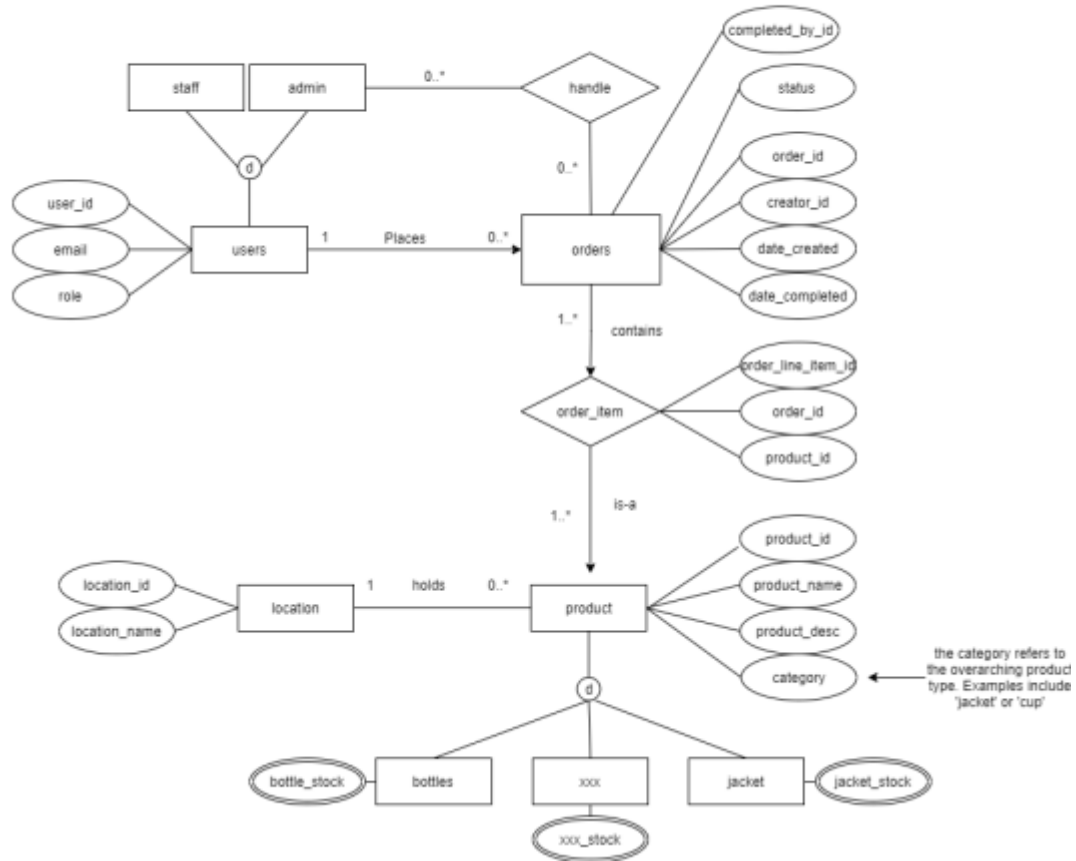 completed_by_id
staff
admin
0..*
handle
status
order_id
d
0..*
user_id
creator_id
email
users
1
Places
0..*
orders
date_created
role
date_completed
1..*
contains
order_line_item_id
order_item
order_id
product_id
is-a
1..*
product_id
location_id
location
1
holds
0..*
product
product_name
location_name
product_desc
the category refers to
the overarching product
type. Examples include
'jacket' or 'cup'
category
d
bottle_stock
bottles
xxx
jacket
jacket_stock
xxx_stock